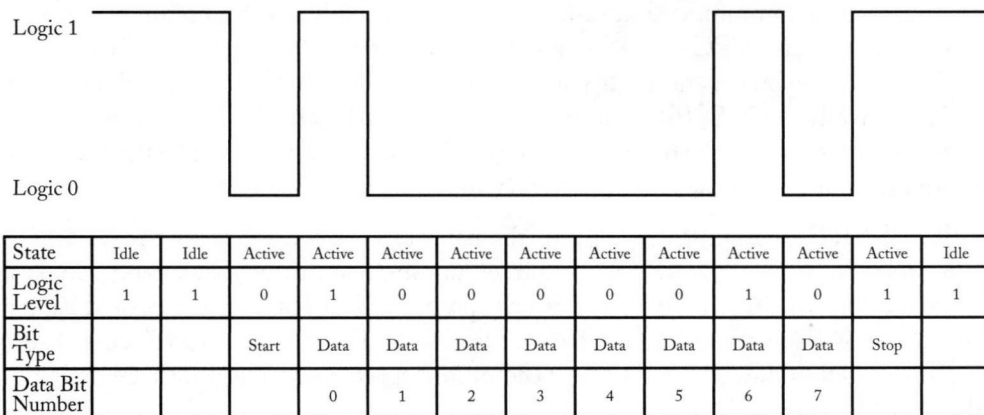 Logic 1
Logic 0
State Idle Idle Active Active Active Active Active Active Active Active Active Active Idle
Logic Level 1 1 0 1 0 0 0 0 0 1 0 1 1
Bit Type Start Data Data Data Data Data Data Data Data Stop
Data Bit Number 0 1 2 3 4 5 6 7